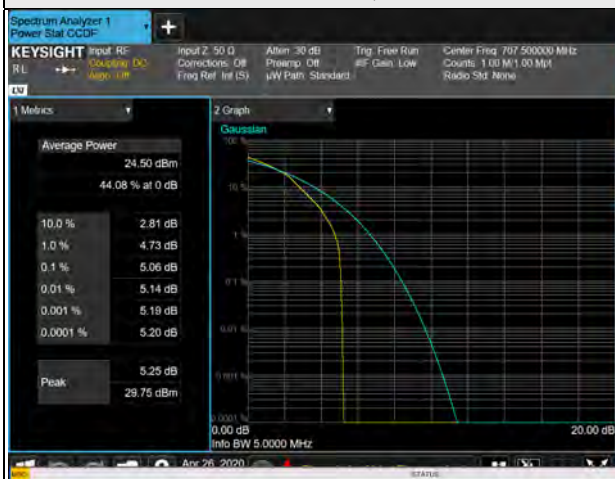 Spectrum Analyzer 1
Power Stat CCDF
+
KEYSIGHT
Input: RF
Coupling: DC
Align: Off
Input Z: 50 Ω
Corrections: Off
Freq Ref: Int (S)
Atten: 30 dB
Preamp: Off
µW Path: Standard
Trig: Free Run
#IF Gain: Low
Center Freq: 707.500000 MHz
Counts: 1.00 M/1.00 Mpt
Radio Std: None
RL
LXI
1 Metrics
Average Power
24.50 dBm
44.08 % at 0 dB
10.0 % 2.81 dB
1.0 % 4.73 dB
0.1 % 5.06 dB
0.01 % 5.14 dB
0.001 % 5.19 dB
0.0001 % 5.20 dB
Peak 5.25 dB
29.75 dBm
2 Graph
Gaussian
100 %
10 %
1 %
0.1 %
0.01 %
0.001 %
0.0001 %
0.00 dB
20.00 dB
Info BW 5.0000 MHz
Apr 26, 2020
MSG
STATUS